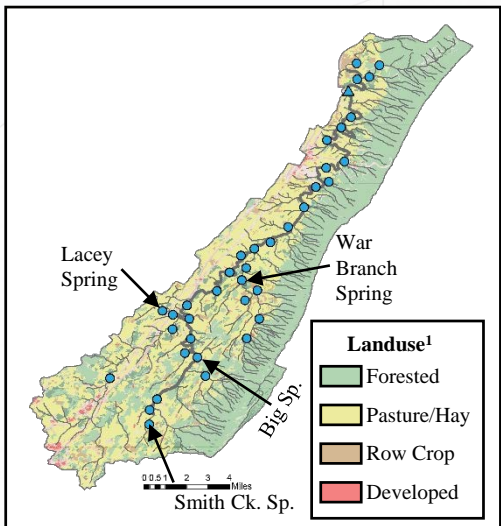 Lacey
Spring
War
Branch
Spring
Big Sp.
Smith Ck. Sp.
0 0.5 1 2 3 4
Miles
Landuse¹
Forested
Pasture/Hay
Row Crop
Developed